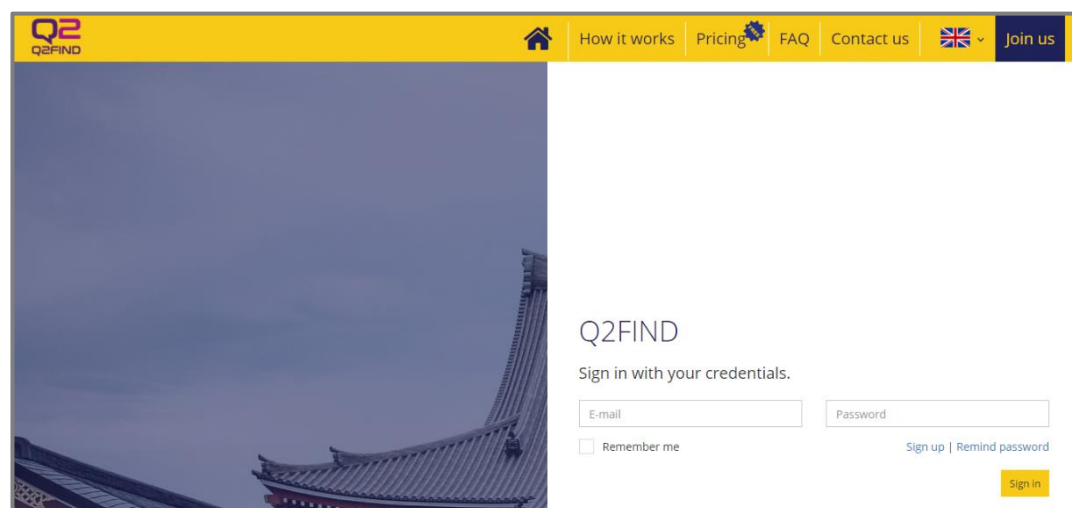 Q2
Q2FIND
How it works
Pricing
FAQ
Contact us
Join us
Q2FIND
Sign in with your credentials.
E-mail
Password
Remember me
Sign up | Remind password
Sign in